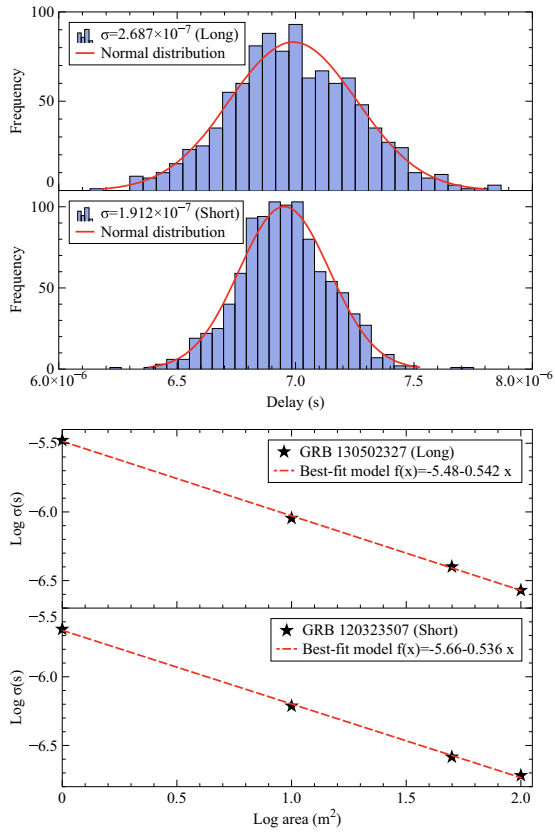 σ=2.687×10⁻⁷ (Long)
Normal distribution
Frequency
100
50
0
σ=1.912×10⁻⁷ (Short)
Normal distribution
Frequency
100
50
0
6.0×10⁻⁶ 6.5 7.0 7.5 8.0×10⁻⁶
Delay (s)
GRB 130502327 (Long)
Best-fit model f(x)=-5.48-0.542 x
Log σ(s)
−5.5
−6.0
−6.5
GRB 120323507 (Short)
Best-fit model f(x)=-5.66-0.536 x
Log σ(s)
−5.5
−6.0
−6.5
0 0.5 1.0 1.5 2.0
Log area (m²)